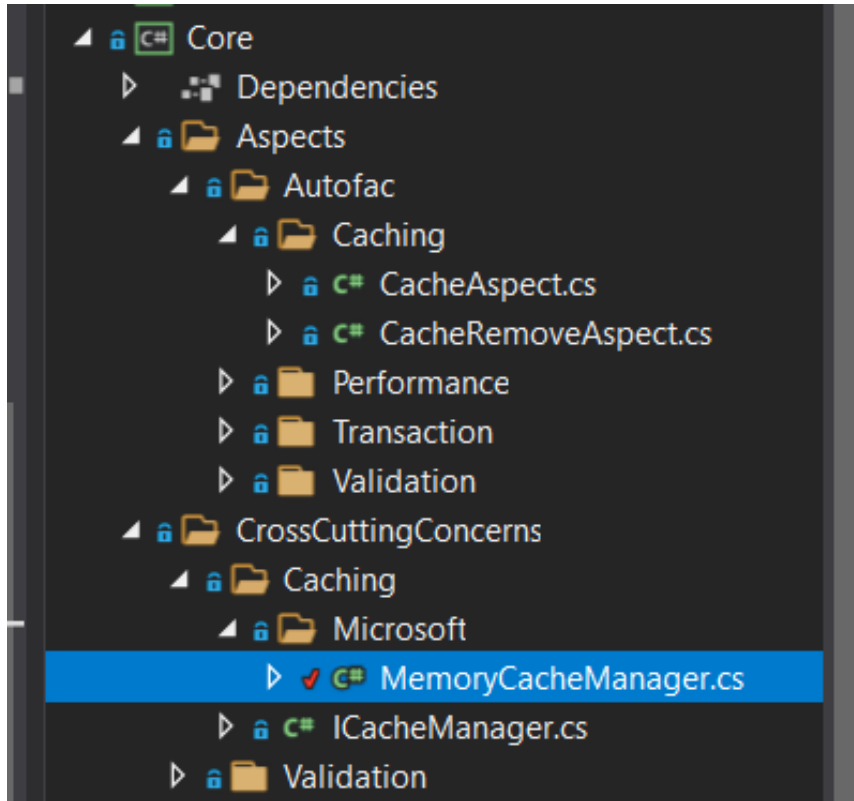 C# Core
Dependencies
Aspects
Autofac
Caching
C# CacheAspect.cs
C# CacheRemoveAspect.cs
Performance
Transaction
Validation
CrossCuttingConcerns
Caching
Microsoft
C# MemoryCacheManager.cs
C# ICacheManager.cs
Validation